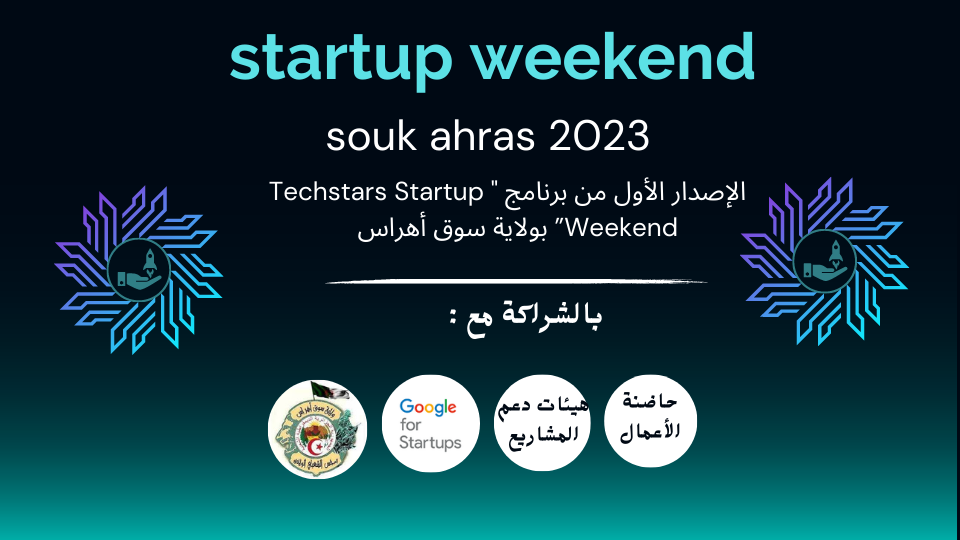 startup weekend
souk ahras 2023
الإصدار الأول من برنامج " Techstars Startup
Weekend” بولاية سوق أهراس
بالشراكة مع :
Google
for
Startups
هيئات دعم
المشاريع
حاضنة
الأعمال